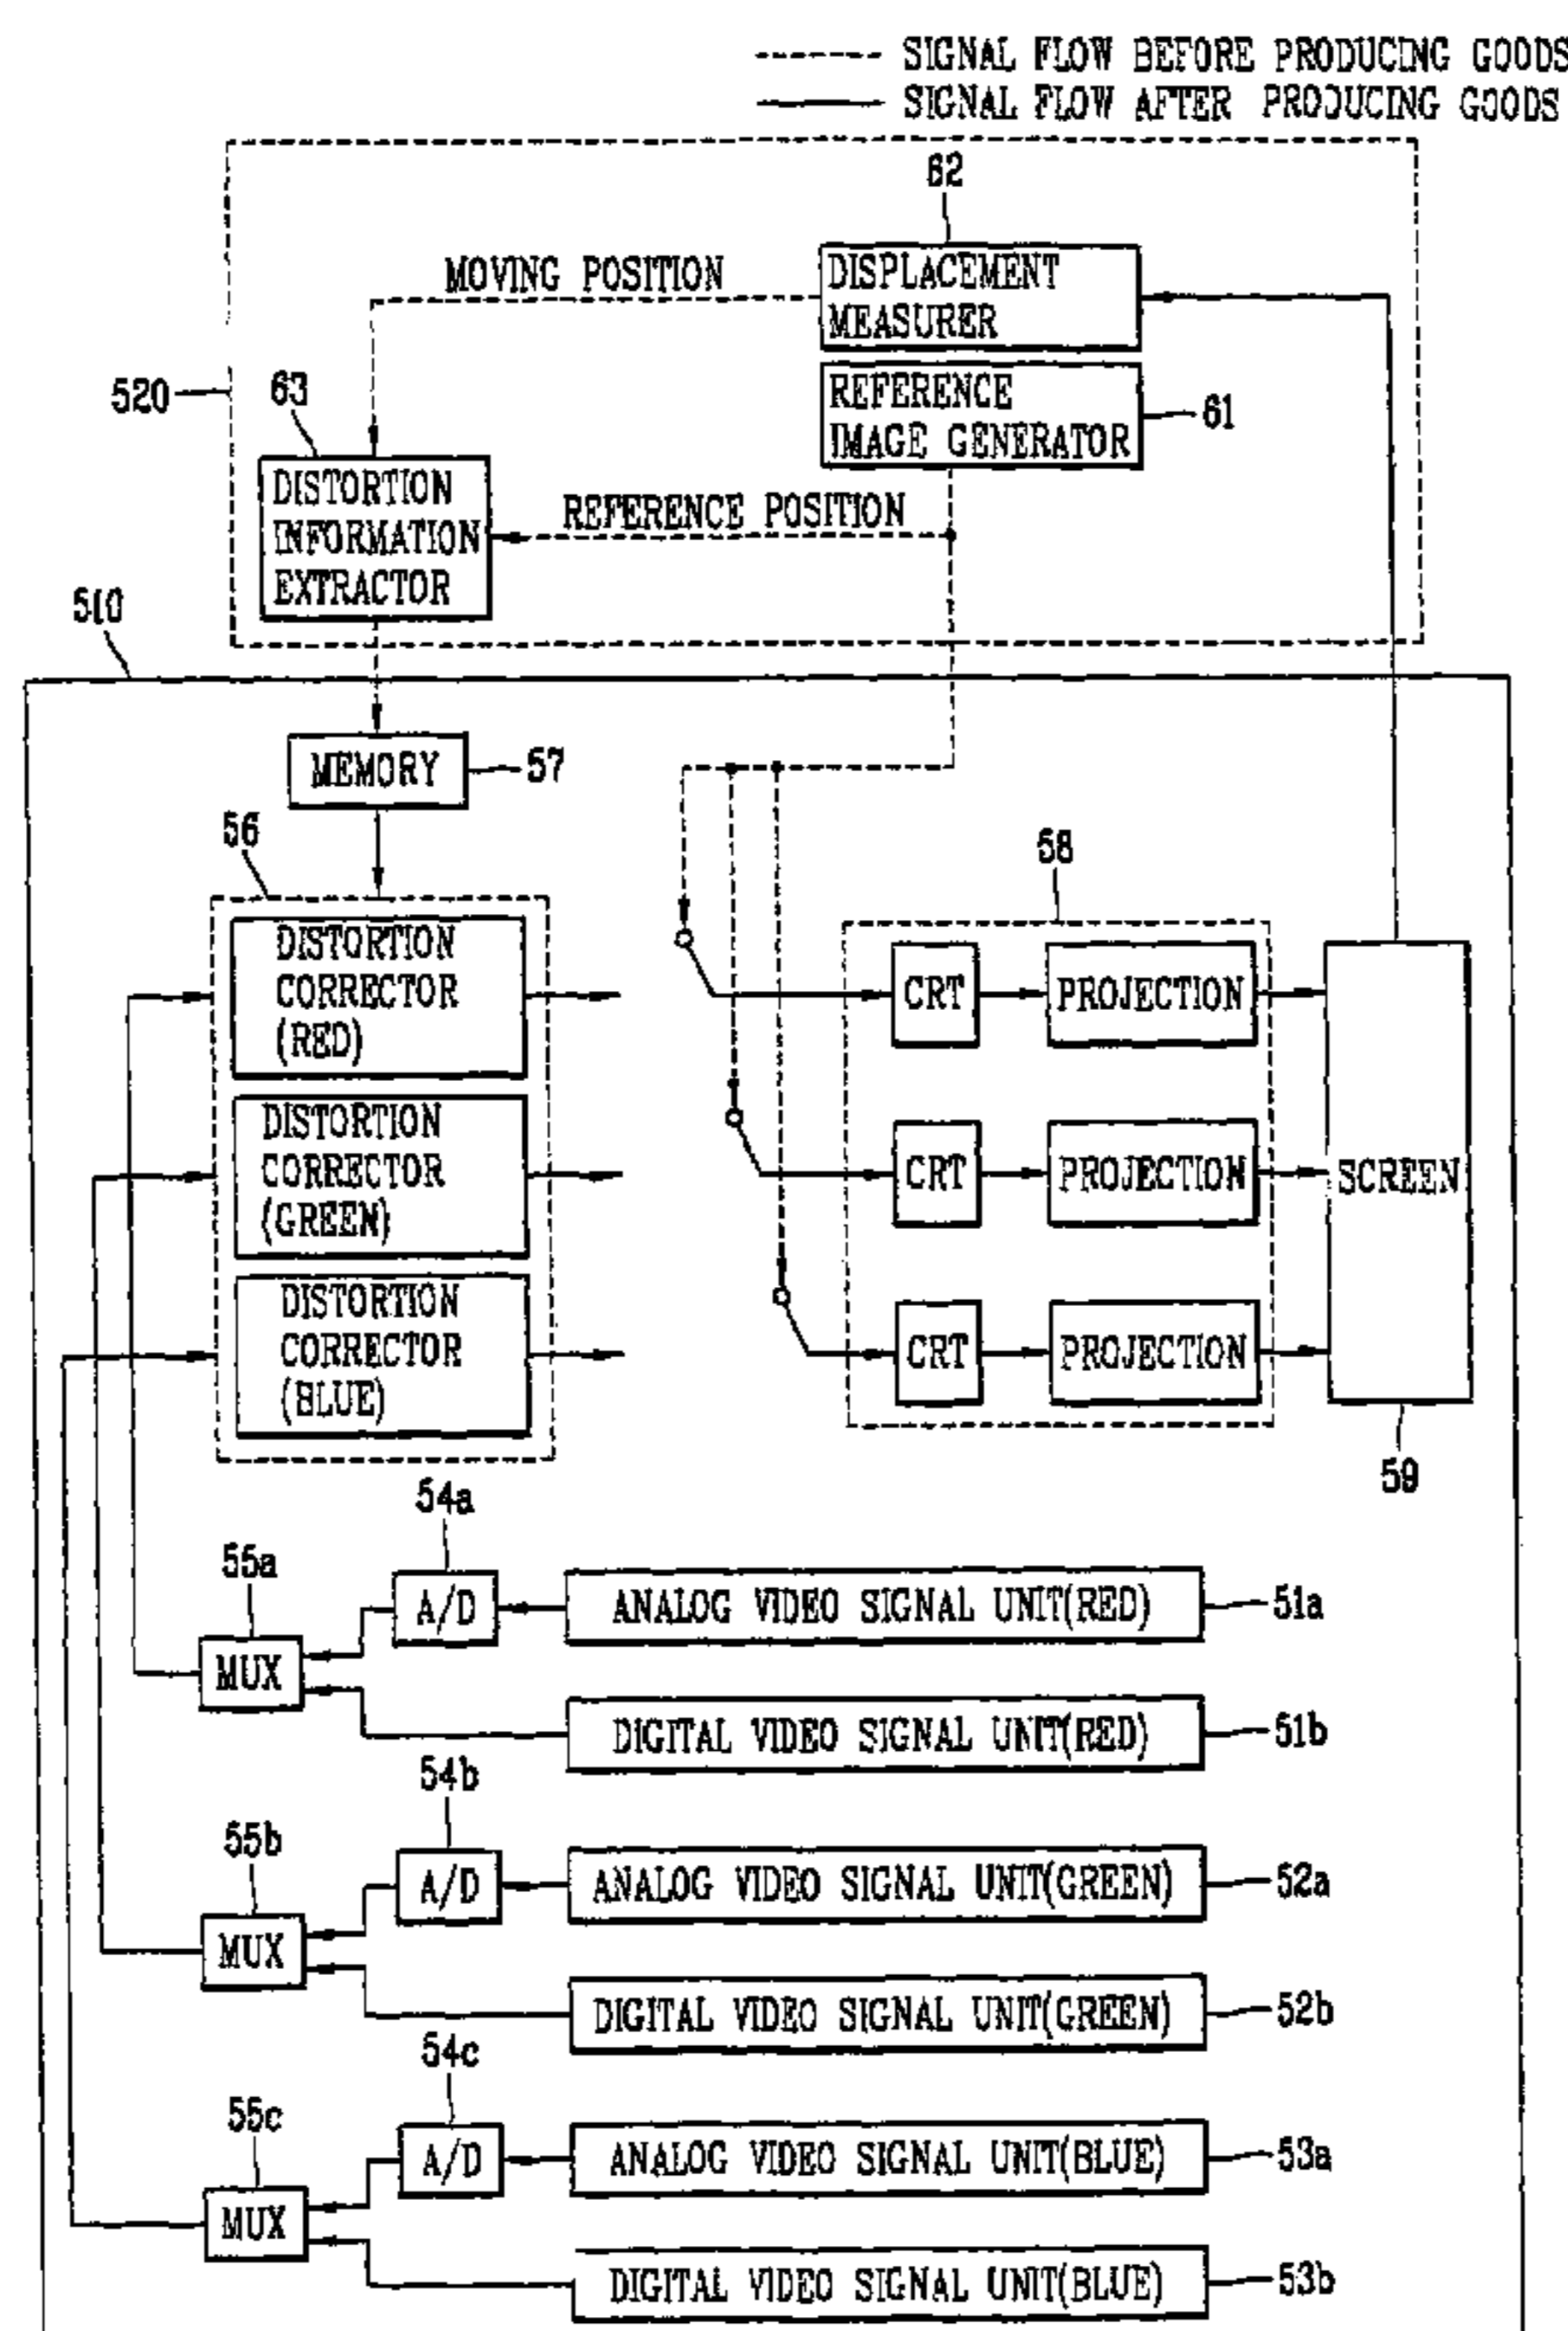 SIGNAL FLOW BEFORE PRODUCING GOODS
SIGNAL FLOW AFTER PRODUCING GOODS
62
MOVING POSITION
DISPLACEMENT
MEASURER
520
63
REFERENCE
IMAGE GENERATOR
61
DISTORTION
INFORMATION
EXTRACTOR
REFERENCE POSITION
510
MEMORY
57
56
58
DISTORTION
CORRECTOR
(RED)
CRT
PROJECTION
DISTORTION
CORRECTOR
(GREEN)
CRT
PROJECTION
SCREEN
DISTORTION
CORRECTOR
(BLUE)
CRT
PROJECTION
59
54a
55a
A/D
ANALOG VIDEO SIGNAL UNIT(RED)
51a
MUX
DIGITAL VIDEO SIGNAL UNIT(RED)
51b
54b
55b
A/D
ANALOG VIDEO SIGNAL UNIT(GREEN)
52a
MUX
DIGITAL VIDEO SIGNAL UNIT(GREEN)
52b
54c
55c
A/D
ANALOG VIDEO SIGNAL UNIT(BLUE)
53a
MUX
DIGITAL VIDEO SIGNAL UNIT(BLUE)
53b